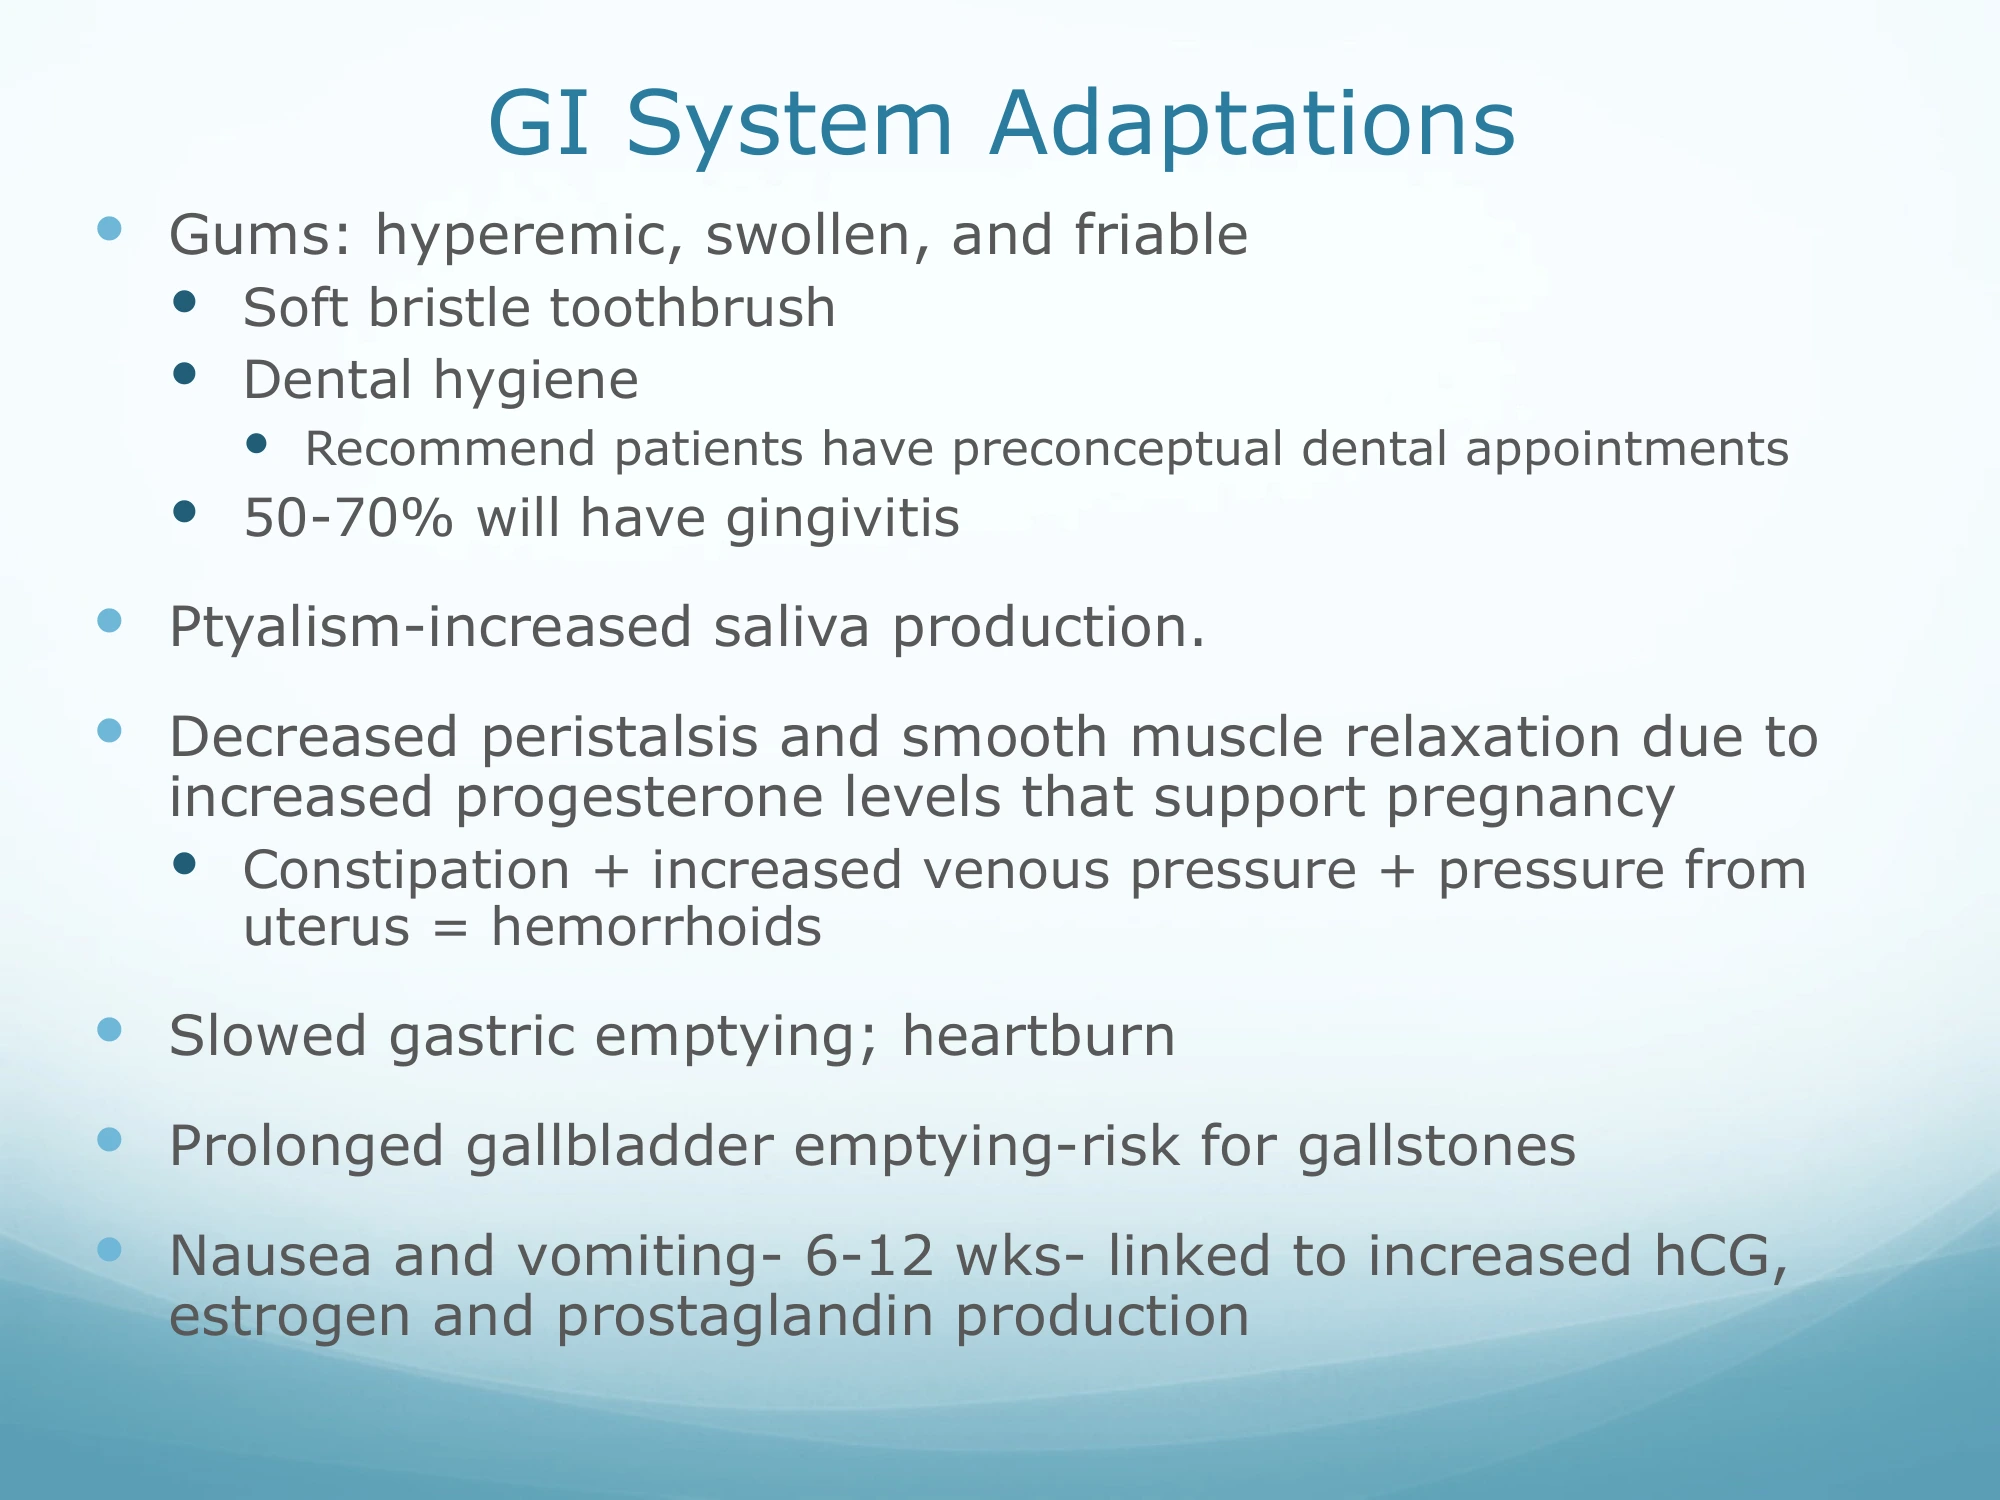 GI System Adaptations
• Gums: hyperemic, swollen, and friable
• Soft bristle toothbrush
• Dental hygiene
• Recommend patients have preconceptual dental appointments
• 50-70% will have gingivitis
• Ptyalism-increased saliva production.
• Decreased peristalsis and smooth muscle relaxation due to
increased progesterone levels that support pregnancy
• Constipation + increased venous pressure + pressure from
uterus = hemorrhoids
• Slowed gastric emptying; heartburn
• Prolonged gallbladder emptying-risk for gallstones
• Nausea and vomiting- 6-12 wks- linked to increased hCG,
estrogen and prostaglandin production